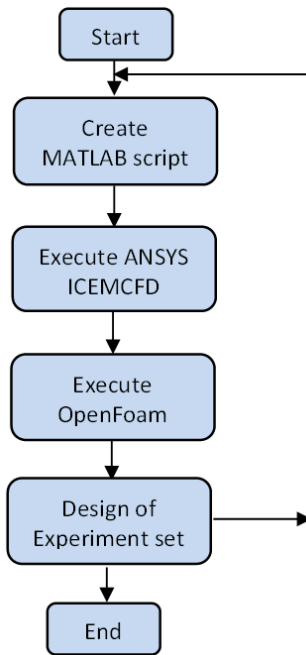 Start
Create
MATLAB script
Execute ANSYS
ICEMCFD
Execute
OpenFoam
Design of
Experiment set
End